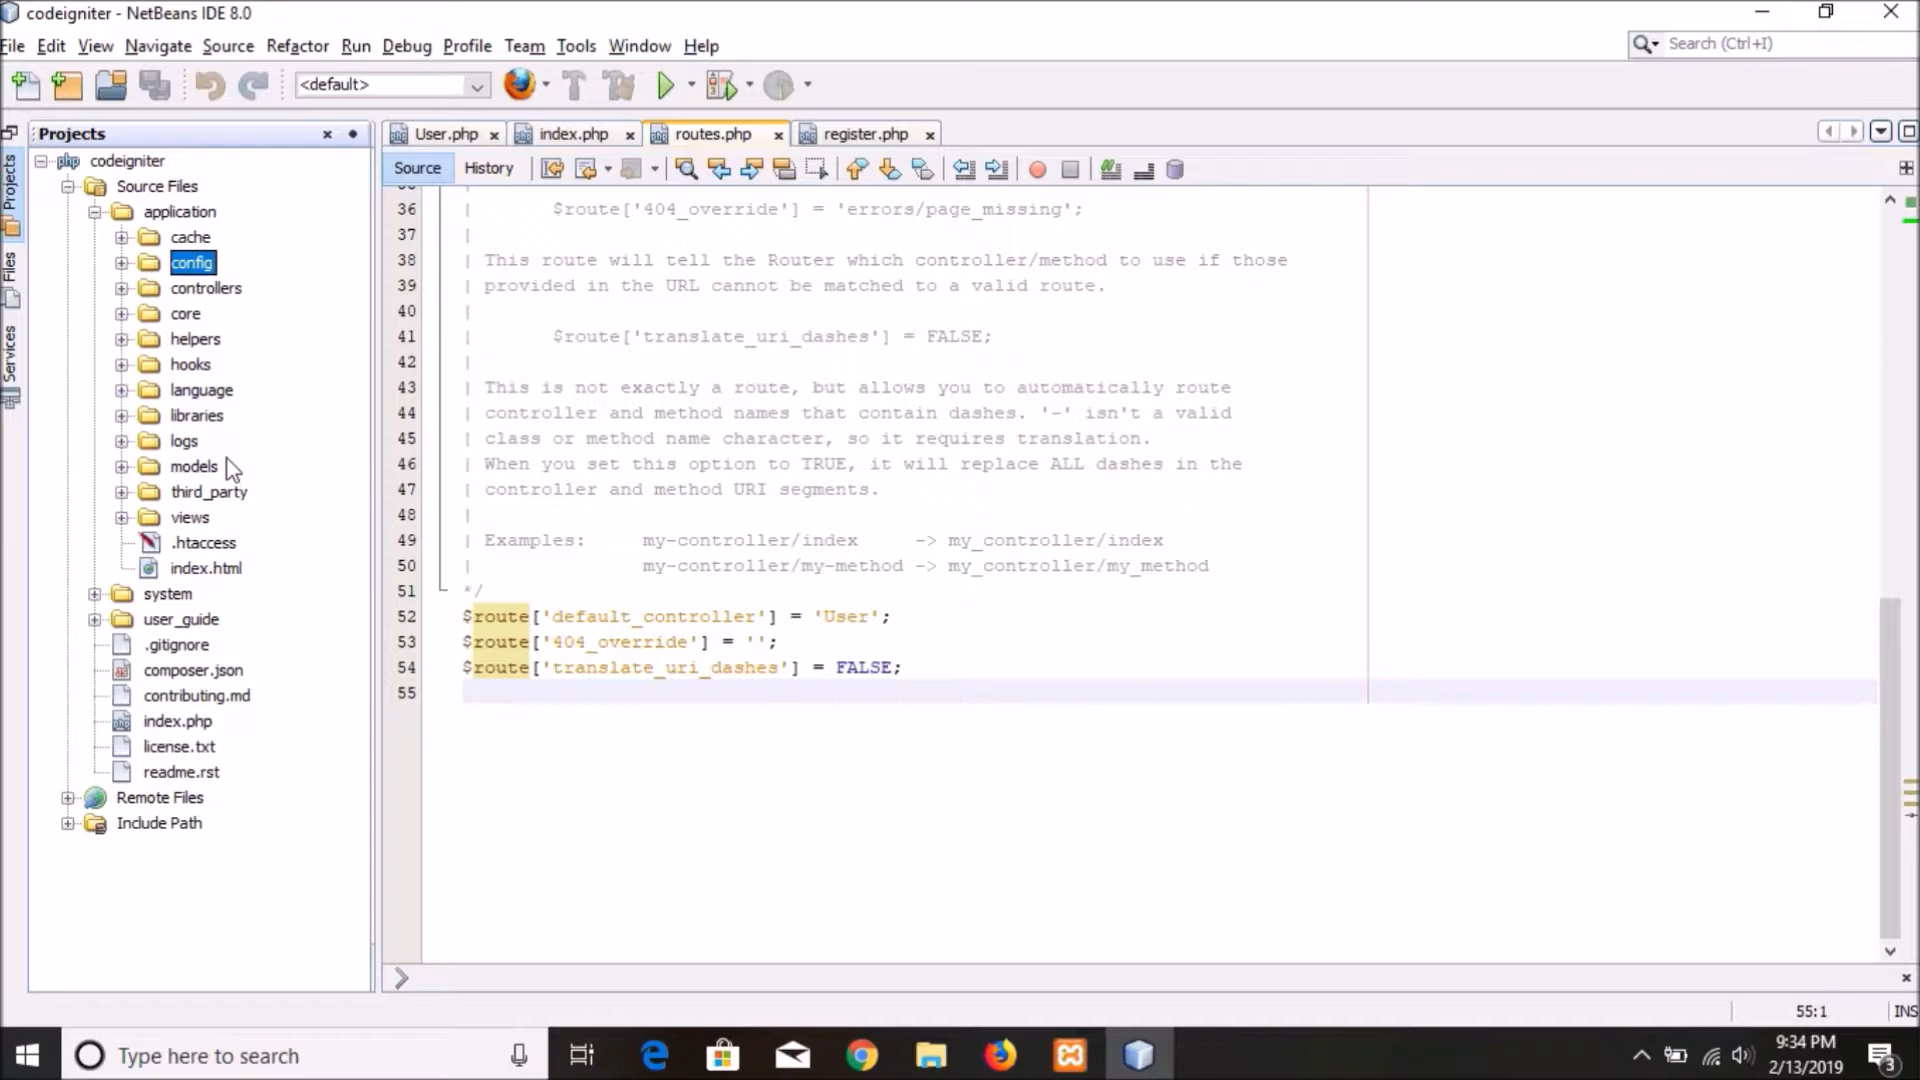 codeigniter - NetBeans IDE 8.0
File Edit View Navigate Source Refactor Run Debug Profile Team Tools Window Help
Search (Ctrl+I)
<default>
Projects
Files
Services
Projects
codeigniter
Source Files
application
cache
config
controllers
core
helpers
hooks
language
libraries
logs
models
third_party
views
.htaccess
index.html
system
user_guide
.gitignore
composer.json
contributing.md
index.php
license.txt
readme.rst
Remote Files
Include Path
User.php index.php routes.php register.php
Source History
36 | $route['404_override'] = 'errors/page_missing';
37 |
38 | This route will tell the Router which controller/method to use if those
39 | provided in the URL cannot be matched to a valid route.
40 |
41 | $route['translate_uri_dashes'] = FALSE;
42 |
43 | This is not exactly a route, but allows you to automatically route
44 | controller and method names that contain dashes. '-' isn't a valid
45 | class or method name character, so it requires translation.
46 | When you set this option to TRUE, it will replace ALL dashes in the
47 | controller and method URI segments.
48 |
49 | Examples: my-controller/index -> my_controller/index
50 | my-controller/my-method -> my_controller/my_method
51 */
52 $route['default_controller'] = 'User';
53 $route['404_override'] = '';
54 $route['translate_uri_dashes'] = FALSE;
55
55:1 INS
Type here to search
9:34 PM
2/13/2019
3